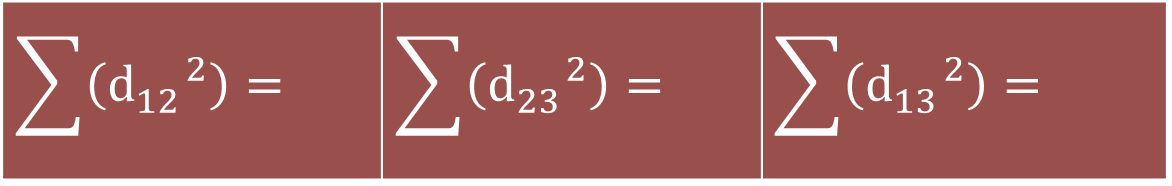 ∑(d₁₂²) = ∑(d₂₃²) = ∑(d₁₃²) =